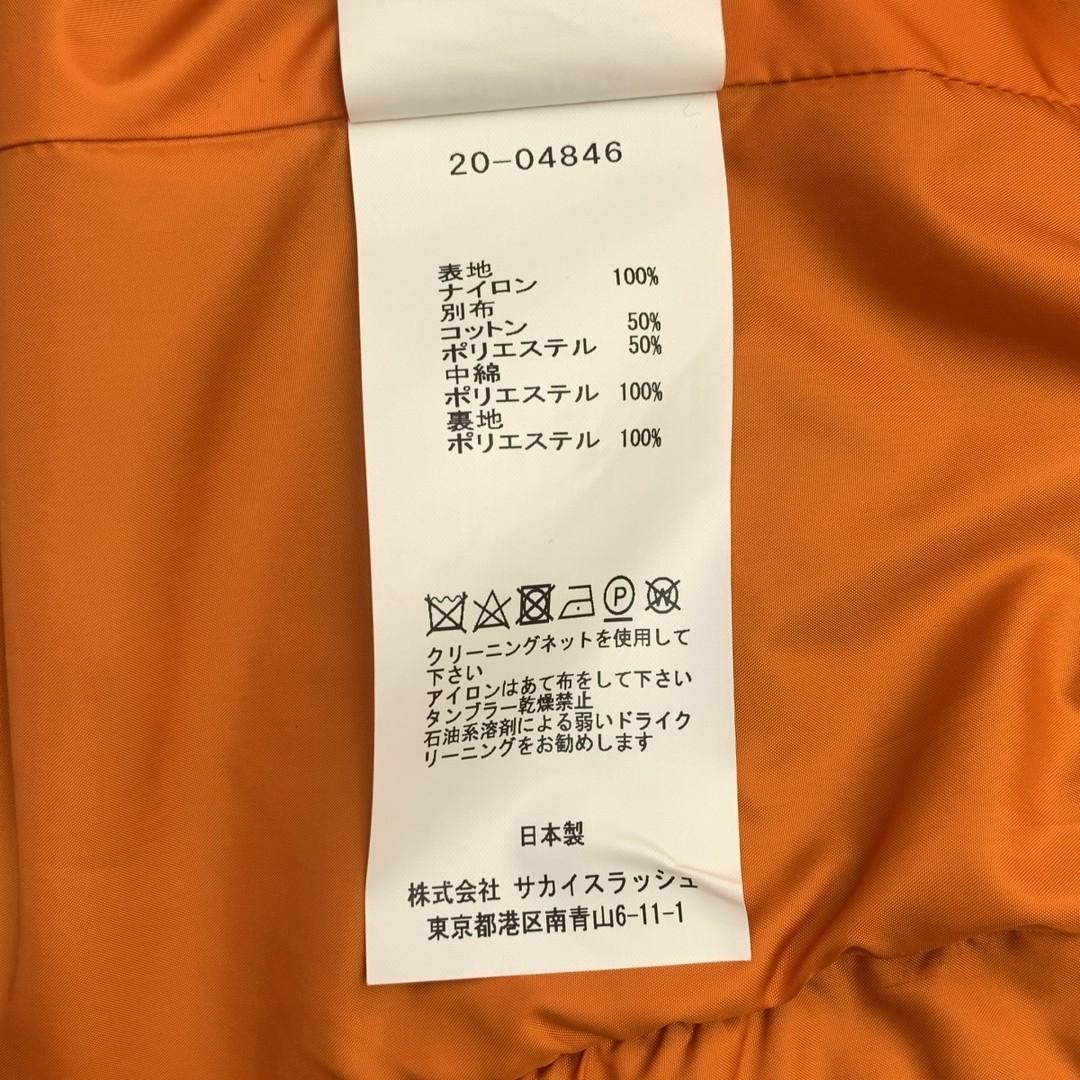 20-04846
表地
ナイロン 100%
別布
コットン 50%
ポリエステル 50%
中綿
ポリエステル 100%
裏地
ポリエステル 100%
P W
クリーニングネットを使用して
下さい
アイロンはあて布をして下さい
タンブラー乾燥禁止
石油系溶剤による弱いドライク
リーニングをお勧めします
日本製
株式会社 サカイスラッシュ
東京都港区南青山6-11-1